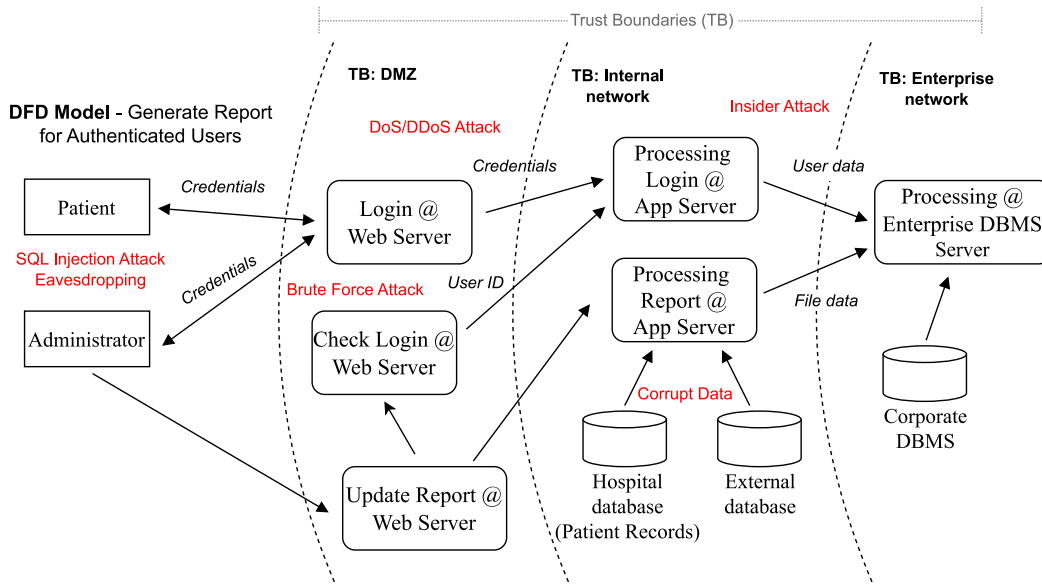 Trust Boundaries (TB)
TB: DMZ
TB: Internal
network
TB: Enterprise
network
DFD Model - Generate Report
for Authenticated Users
DoS/DDoS Attack
Insider Attack
Credentials
Credentials
User data
Patient
Login @
Web Server
Processing
Login @
App Server
Processing @
Enterprise DBMS
Server
SQL Injection Attack
Eavesdropping
Credentials
Brute Force Attack
User ID
Processing
Report @
App Server
File data
Administrator
Check Login @
Web Server
Corrupt Data
Corporate
DBMS
Update Report @
Web Server
Hospital
database
(Patient Records)
External
database